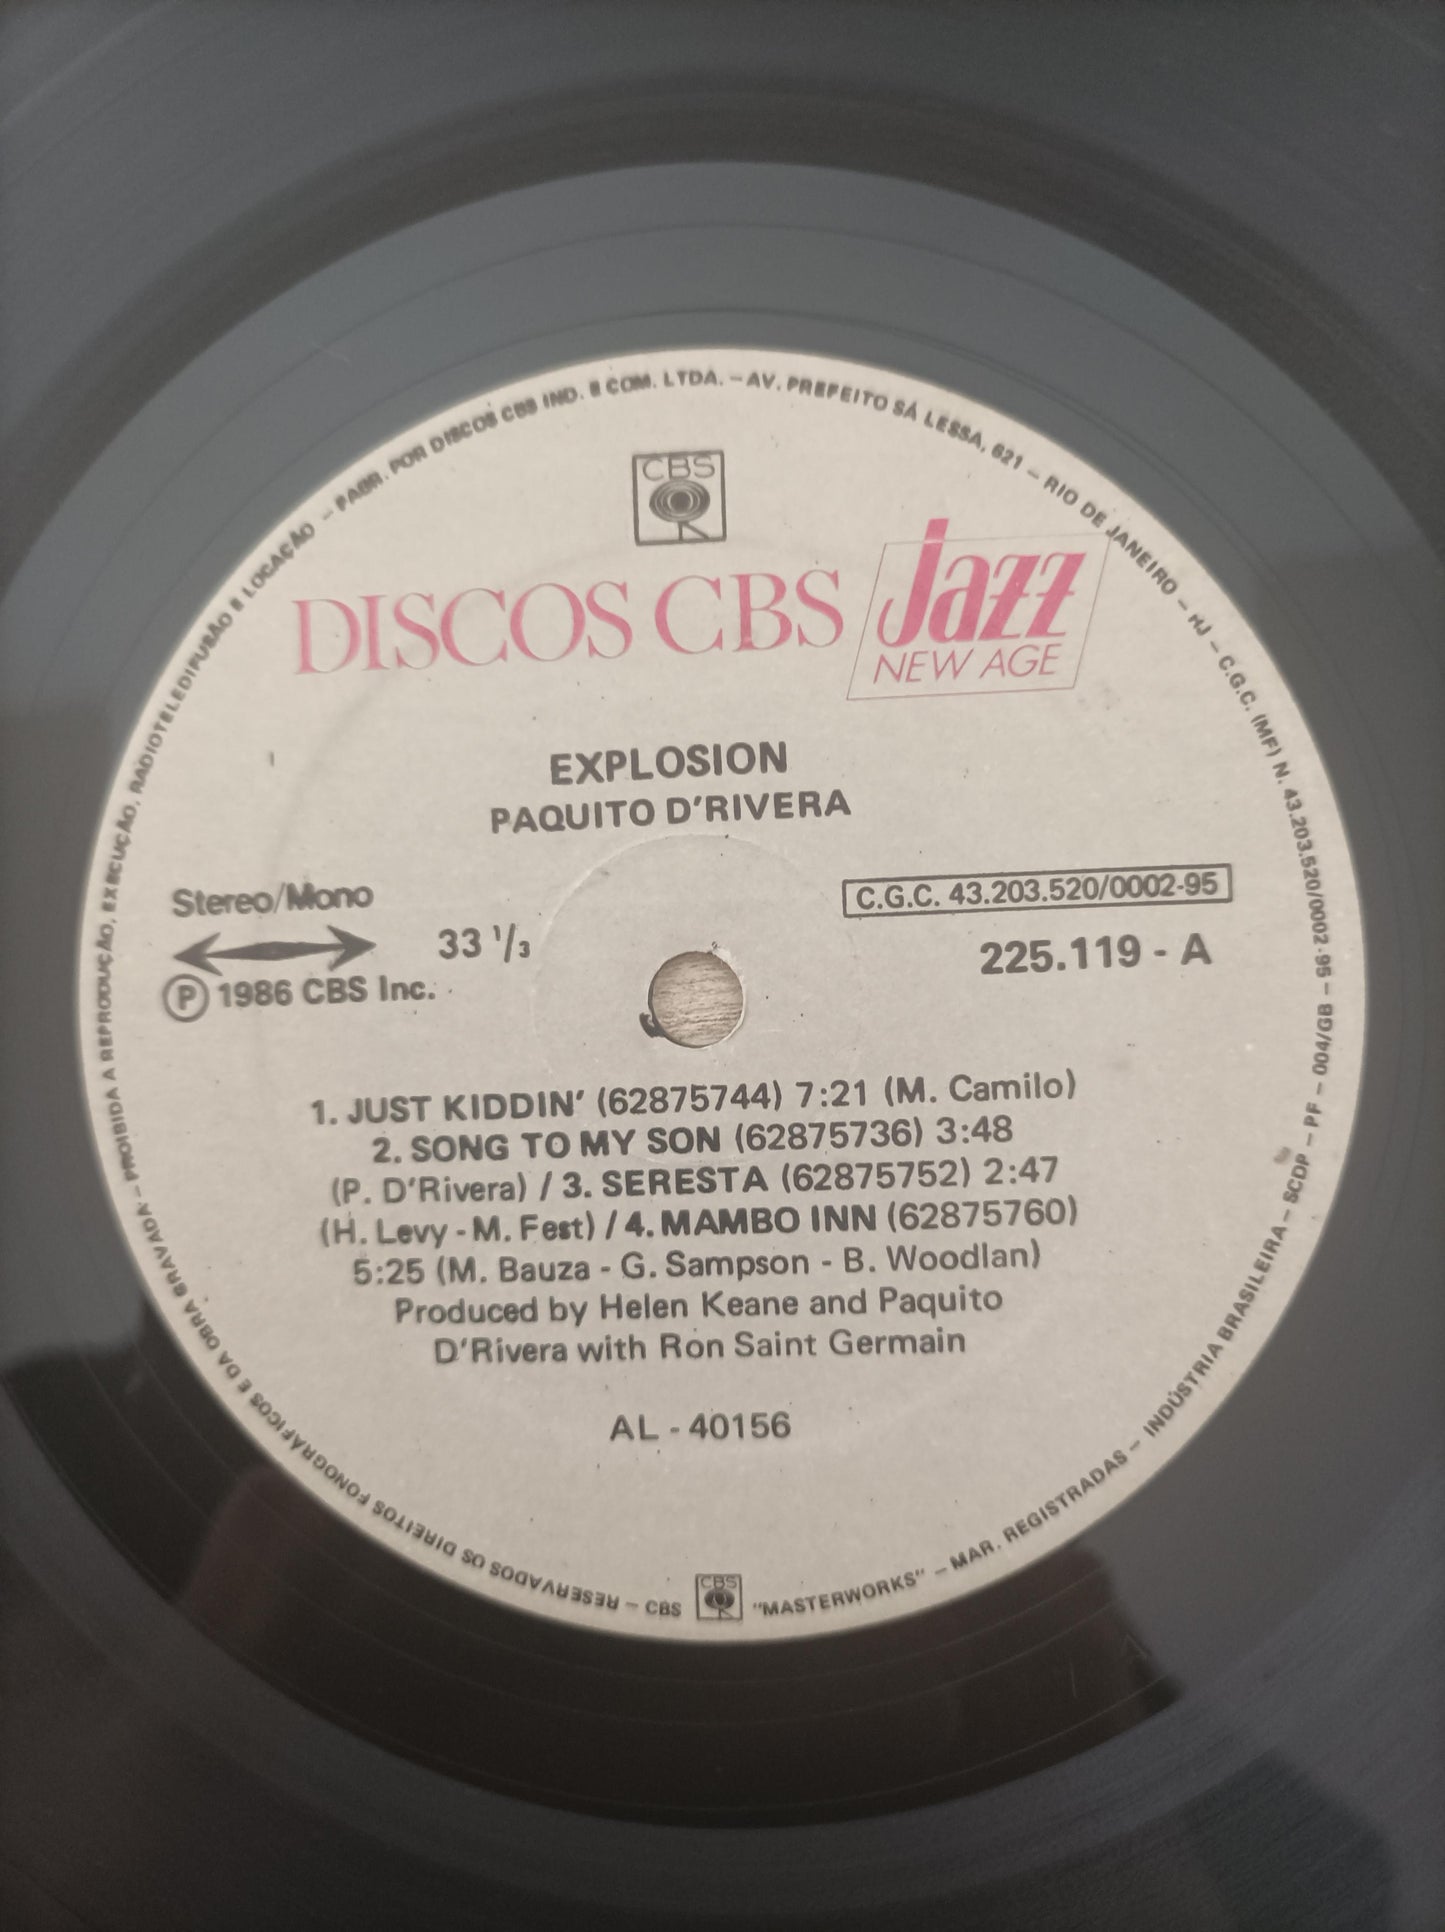 CBS
DISCOS CBS Jazz
NEW AGE
EXPLOSION
PAQUITO D'RIVERA
Stereo/Mono
33 1/3
℗ 1986 CBS Inc.
C.G.C. 43.203.520/0002-95
225.119 - A
1. JUST KIDDIN' (62875744) 7:21 (M. Camilo)
2. SONG TO MY SON (62875736) 3:48
(P. D'Rivera) / 3. SERESTA (62875752) 2:47
(H. Levy - M. Fest) / 4. MAMBO INN (62875760)
5:25 (M. Bauza - G. Sampson - B. Woodlan)
Produced by Helen Keane and Paquito
D'Rivera with Ron Saint Germain
AL - 40156
FABR. POR DISCOS CBS IND. E COM. LTDA. – AV. PREFEITO SÁ LESSA, 621 – RIO DE JANEIRO – RJ – C.G.C. (MF) N. 43.203.520/0002-95 – 004/GB – PF – SCDP – INDÚSTRIA BRASILEIRA – MAR. REGISTRADAS – "MASTERWORKS" CBS CBS – RESERVADOS OS DIREITOS FONOGRÁFICOS E DA OBRA GRAVADA – PROIBIDA A REPRODUÇÃO, EXECUÇÃO, RADIOTELEDIFUSÃO E LOCAÇÃO –